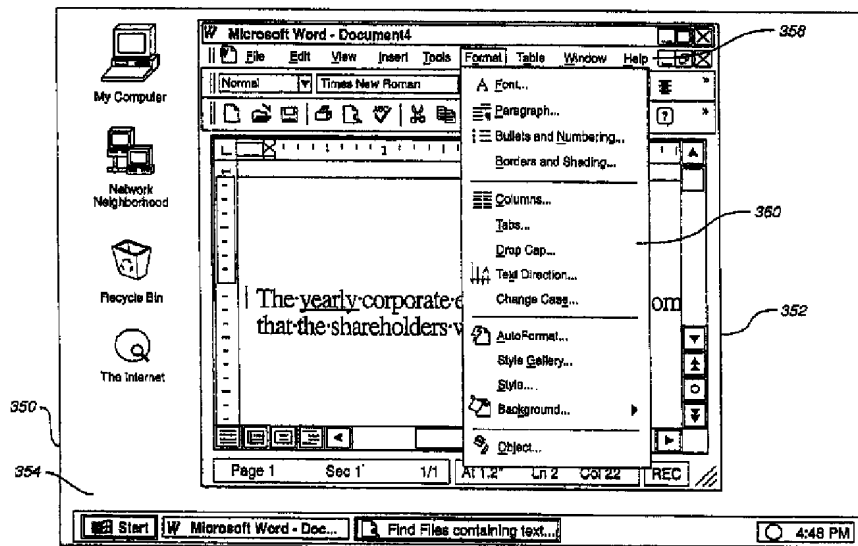 Microsoft Word - Document4
File Edit View Insert Tools Format Table Window Help
358
Normal Times New Roman
My Computer
Network
Neighborhood
Recycle Bin
The Internet
Font...
Paragraph...
Bullets and Numbering...
Borders and Shading...
Columns...
Tabs...
Drop Cap...
Text Direction...
Change Case...
AutoFormat...
Style Gallery...
Style...
Background...
Object...
360
352
350
354
The yearly corporate
om
that the shareholders
Page 1 Sec 1 1/1 At 1.2" Ln 2 Col 22 REC
Start Microsoft Word - Doc... Find Files containing text... 4:48 PM